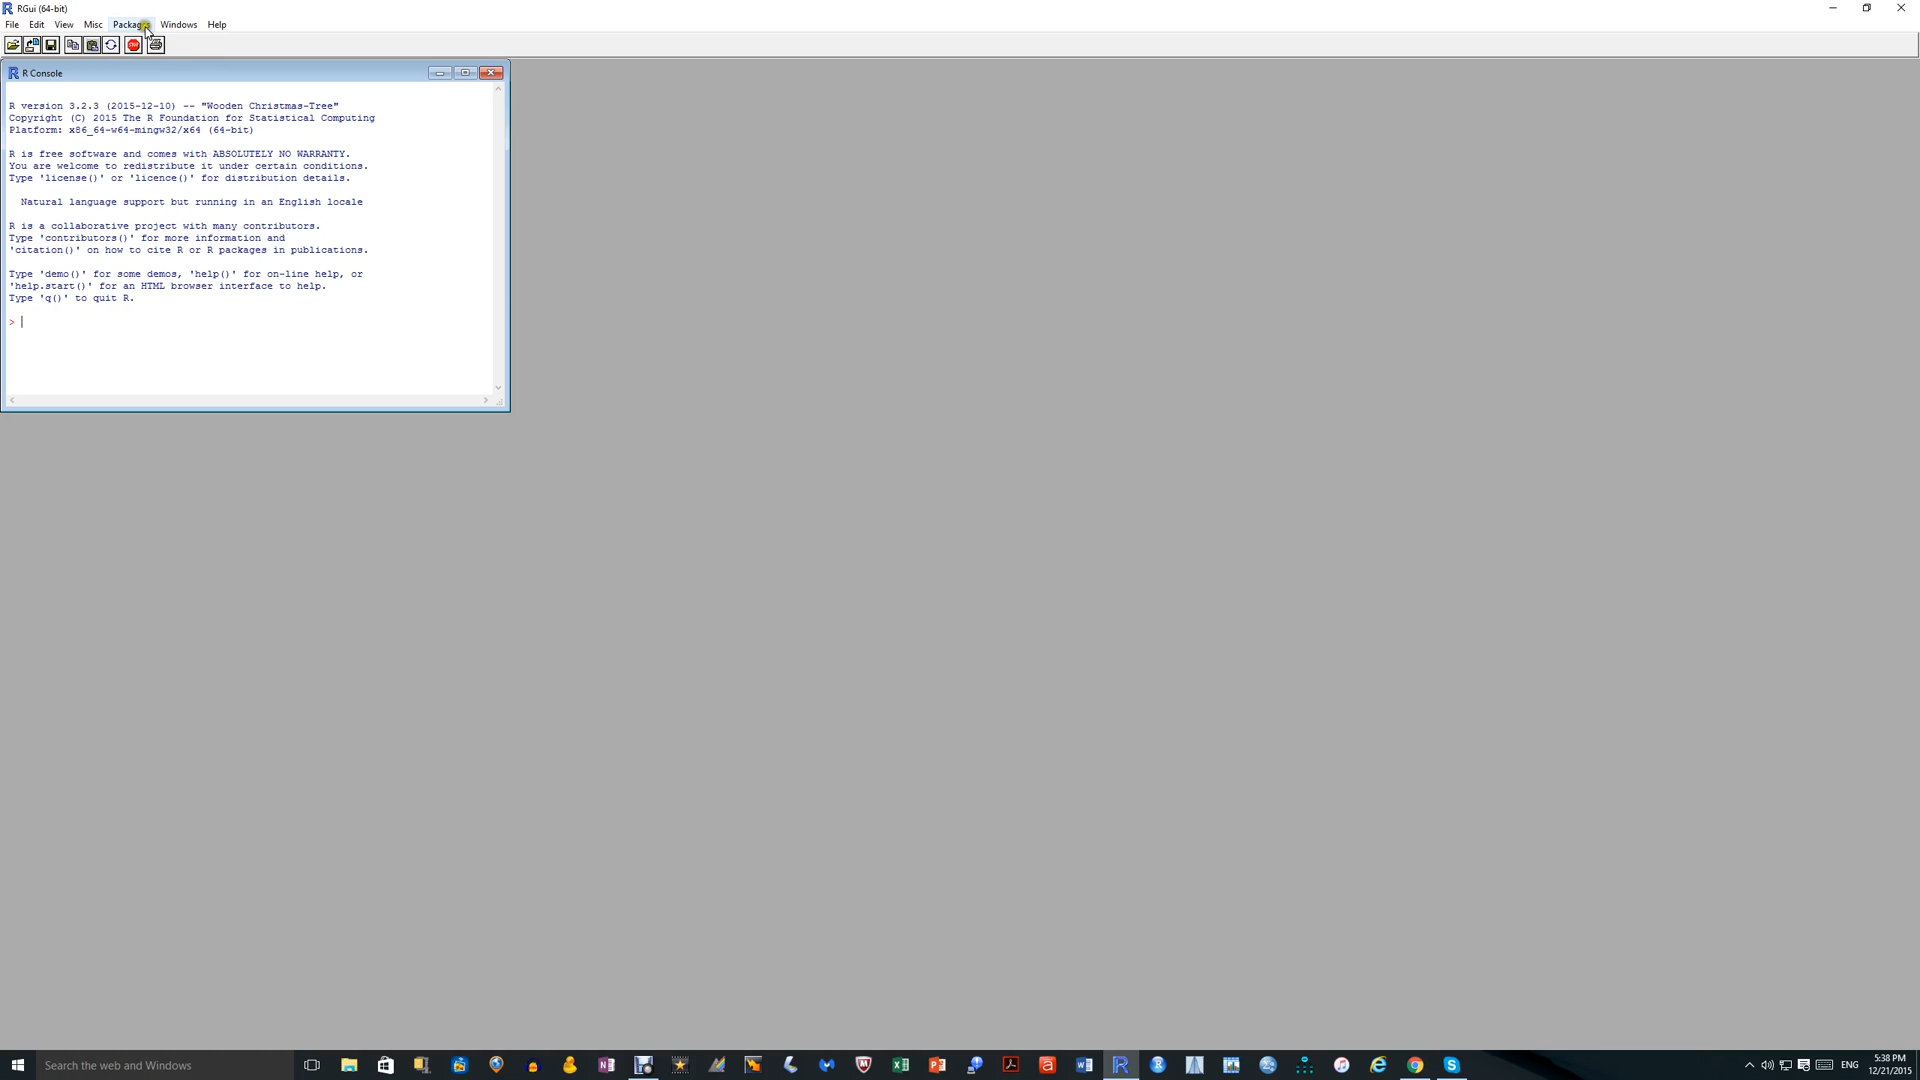 RGui (64-bit)
File Edit View Misc Packages Windows Help
STOP
R Console
R version 3.2.3 (2015-12-10) -- "Wooden Christmas-Tree"
Copyright (C) 2015 The R Foundation for Statistical Computing
Platform: x86_64-w64-mingw32/x64 (64-bit)
R is free software and comes with ABSOLUTELY NO WARRANTY.
You are welcome to redistribute it under certain conditions.
Type 'license()' or 'licence()' for distribution details.
Natural language support but running in an English locale
R is a collaborative project with many contributors.
Type 'contributors()' for more information and
'citation()' on how to cite R or R packages in publications.
Type 'demo()' for some demos, 'help()' for on-line help, or
'help.start()' for an HTML browser interface to help.
Type 'q()' to quit R.
>
Search the web and Windows
ENG
5:38 PM
12/21/2015